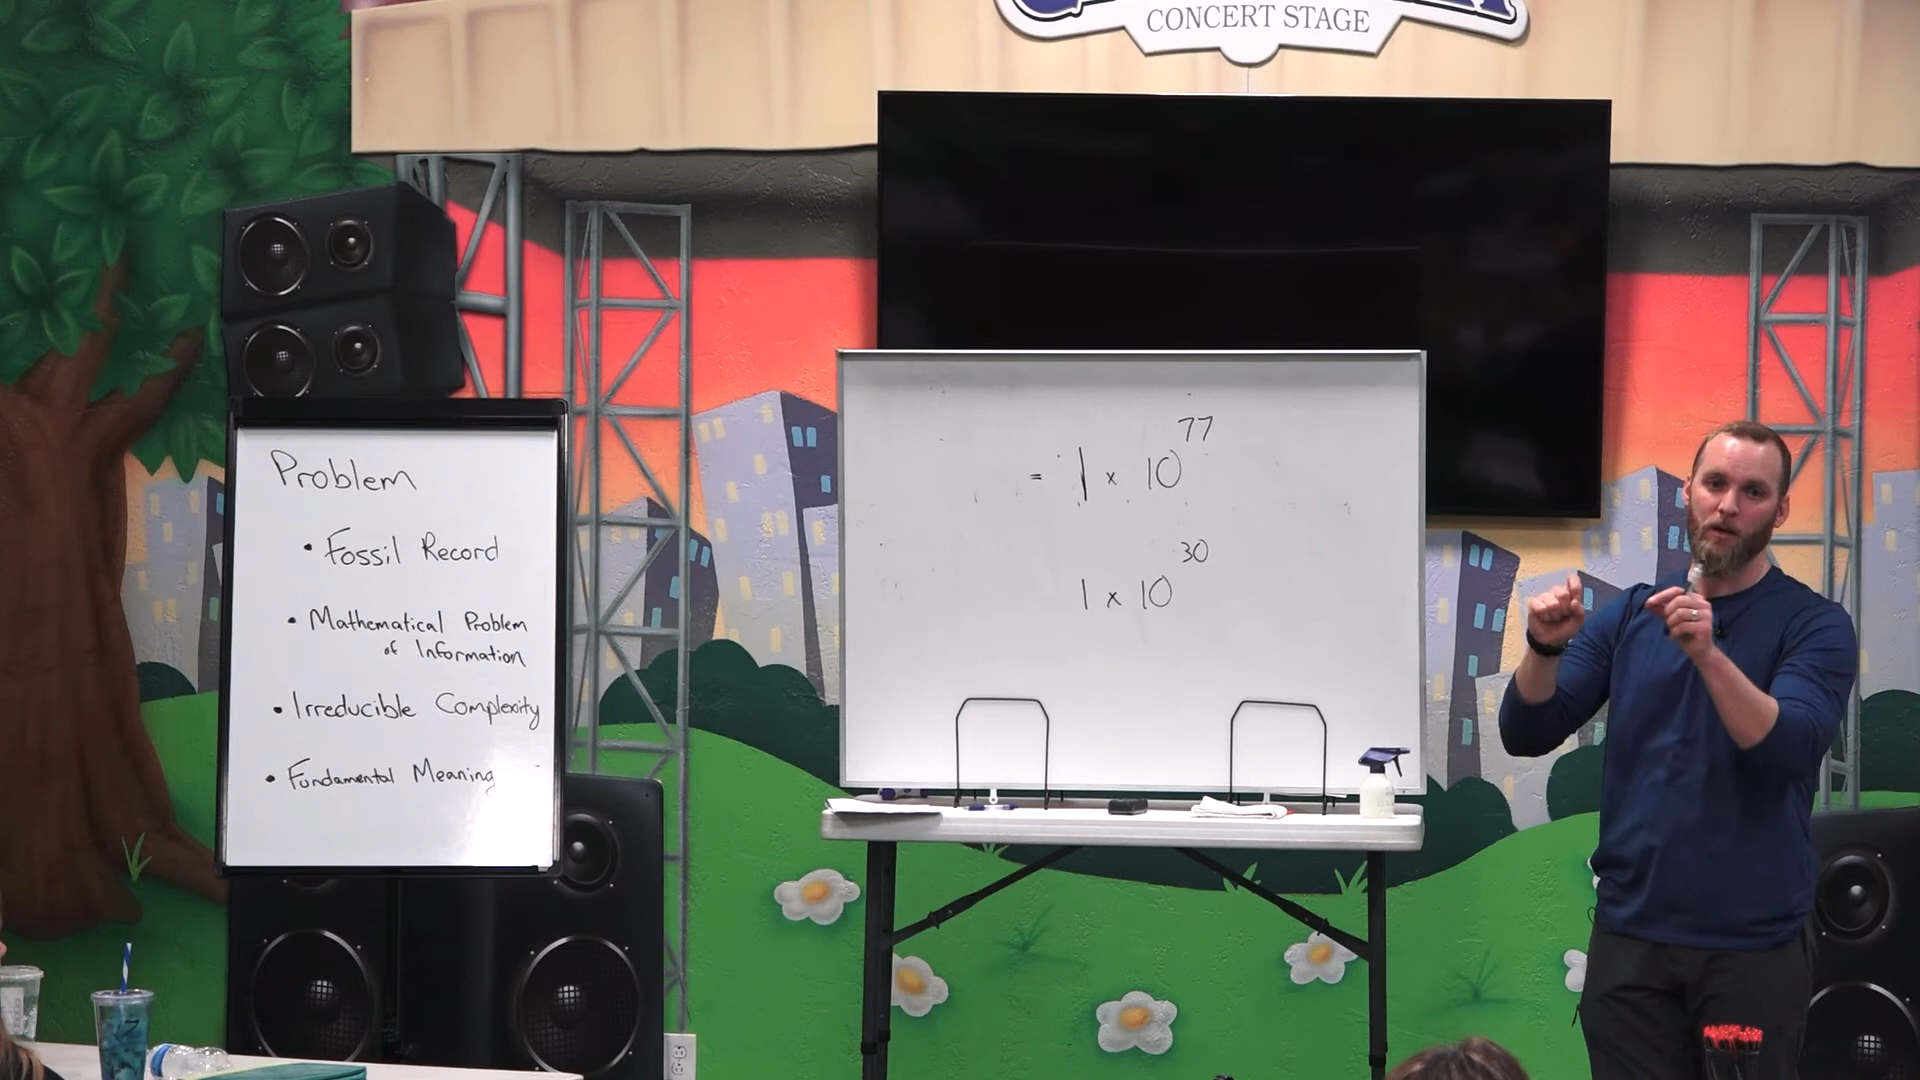 CONCERT STAGE
Problem
• Fossil Record
• Mathematical Problem
of Information
• Irreducible Complexity
• Fundamental Meaning
= 1 x 10^77
1 x 10^30